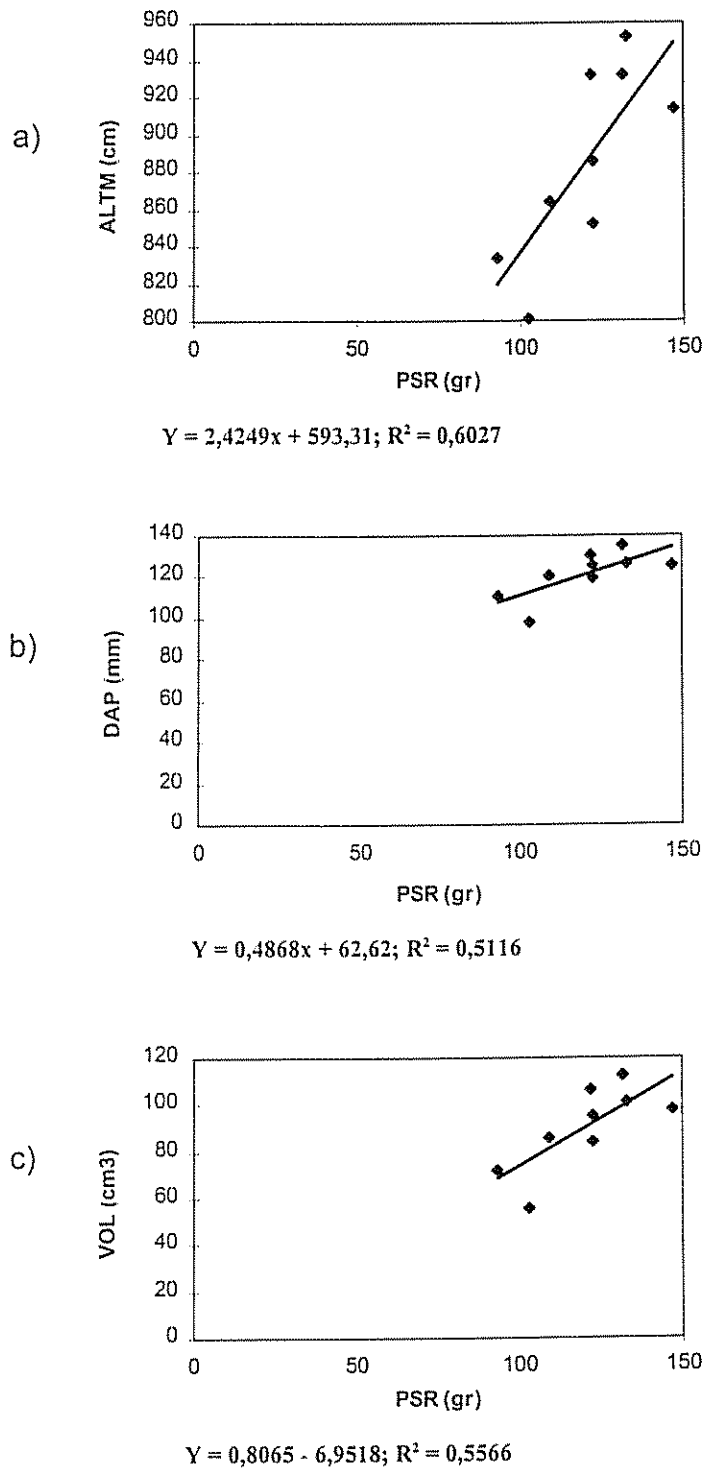 a)
ALTM (cm)
960
940
920
900
880
860
840
820
800
0 50 100 150
PSR (gr)
Y = 2,4249x + 593,31; R² = 0,6027
b)
DAP (mm)
140
120
100
80
60
40
20
0
0 50 100 150
PSR (gr)
Y = 0,4868x + 62,62; R² = 0,5116
c)
VOL (cm3)
120
100
80
60
40
20
0
0 50 100 150
PSR (gr)
Y = 0,8065 - 6,9518; R² = 0,5566